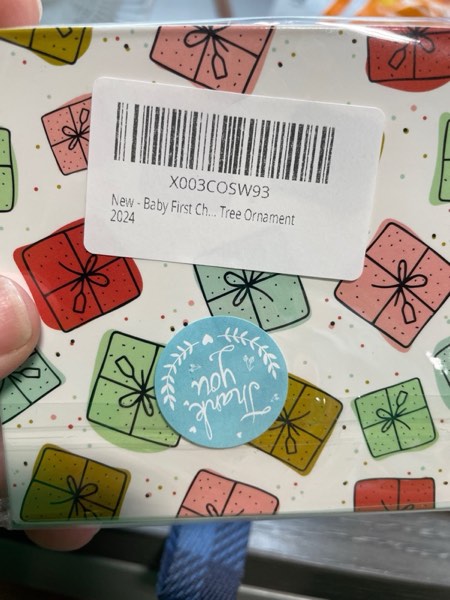 X003COSW93
New - Baby First Ch... Tree Ornament
2024
Thank
you